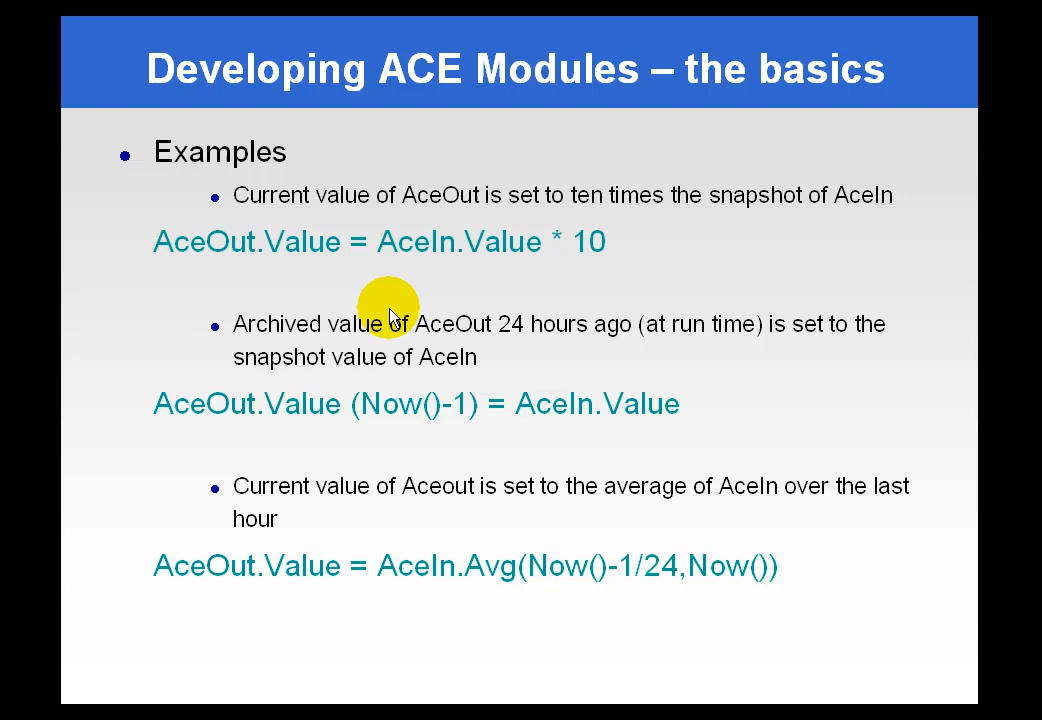 Developing ACE Modules – the basics
Examples
Current value of AceOut is set to ten times the snapshot of AceIn
AceOut.Value = AceIn.Value * 10
Archived value of AceOut 24 hours ago (at run time) is set to the
snapshot value of AceIn
AceOut.Value (Now()-1) = AceIn.Value
Current value of Aceout is set to the average of AceIn over the last
hour
AceOut.Value = AceIn.Avg(Now()-1/24,Now())